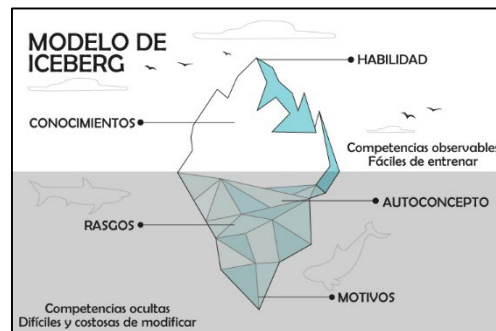 MODELO DE
ICEBERG
HABILIDAD
CONOCIMIENTOS
Competencias observables
Fáciles de entrenar
AUTOCONCEPTO
RASGOS
MOTIVOS
Competencias ocultas
Difíciles y costosas de modificar